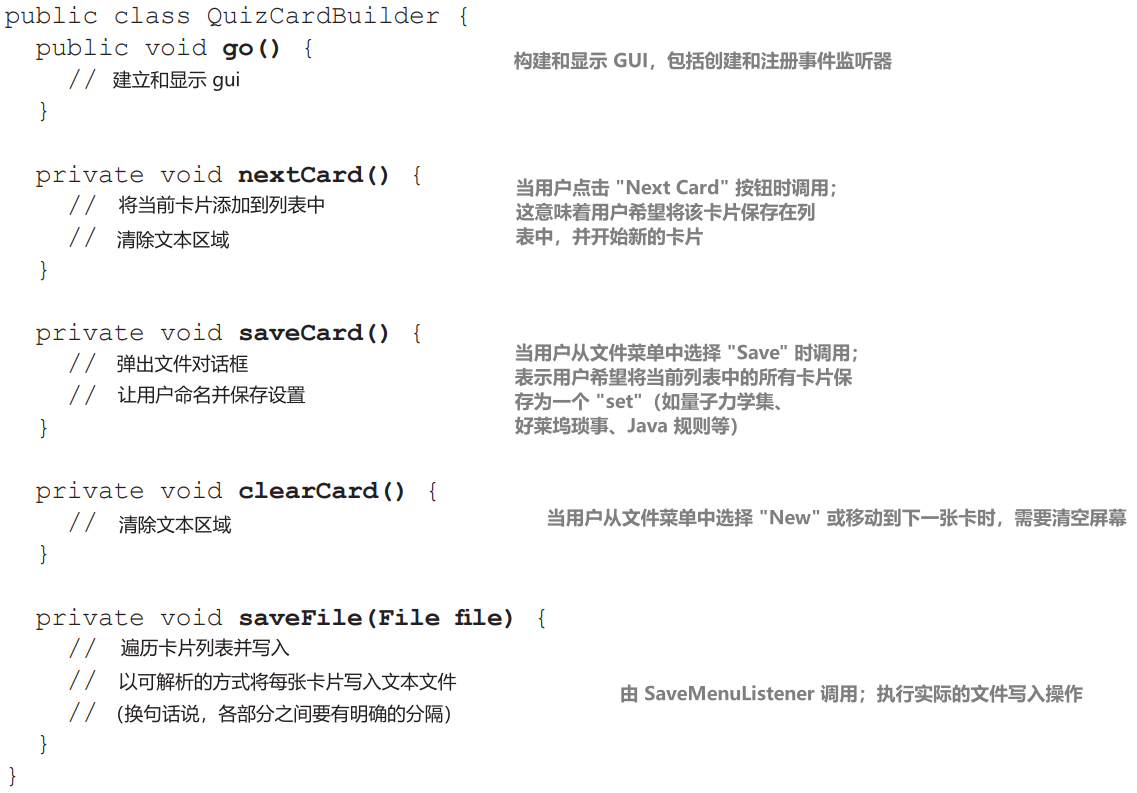 public class QuizCardBuilder {
public void go() {
// 建立和显示 gui
构建和显示 GUI，包括创建和注册事件监听器
}
private void nextCard() {
// 将当前卡片添加到列表中
// 清除文本区域
}
当用户点击 "Next Card" 按钮时调用；
这意味着用户希望将该卡片保存在列
表中，并开始新的卡片
private void saveCard() {
// 弹出文件对话框
// 让用户命名并保存设置
}
当用户从文件菜单中选择 "Save" 时调用；
表示用户希望将当前列表中的所有卡片保
存为一个 "set"（如量子力学集、
好莱坞琐事、Java 规则等）
private void clearCard() {
// 清除文本区域
}
当用户从文件菜单中选择 "New" 或移动到下一张卡时，需要清空屏幕
private void saveFile(File file) {
// 遍历卡片列表并写入
// 以可解析的方式将每张卡片写入文本文件
// （换句话说，各部分之间要有明确的分隔）
}
由 SaveMenuListener 调用；执行实际的文件写入操作
}